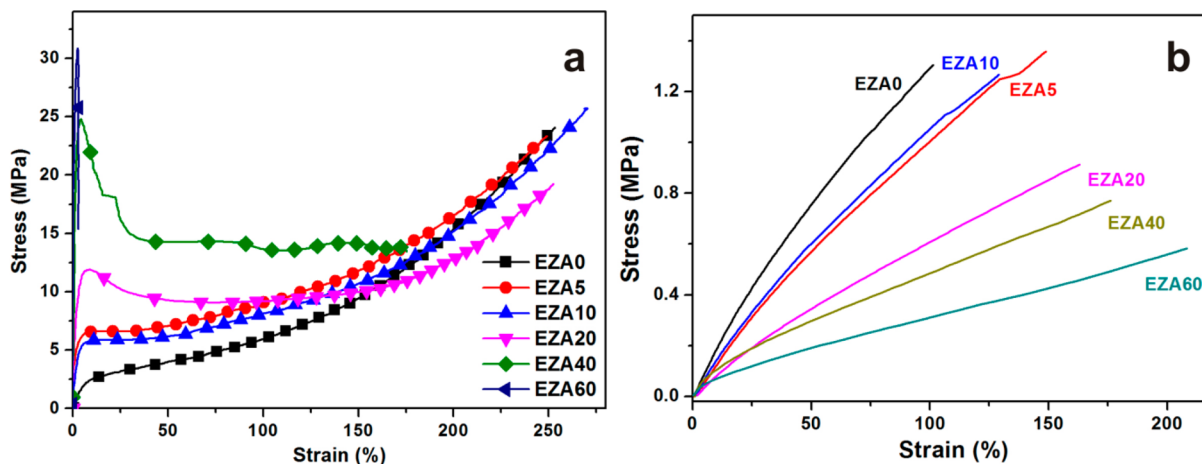 a
Stress (MPa)
30
25
20
15
10
5
0
0 50 100 150 200 250
Strain (%)
EZA0
EZA5
EZA10
EZA20
EZA40
EZA60
b
Stress (MPa)
1.2
0.8
0.4
0.0
0 50 100 150 200
Strain (%)
EZA0
EZA10
EZA5
EZA20
EZA40
EZA60